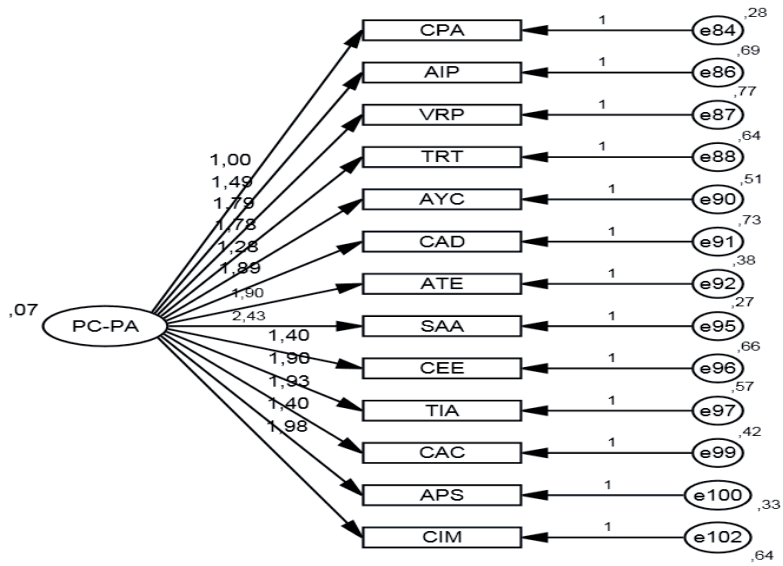 CPA 1 e84 ,28
AIP 1 e86 ,69
VRP 1 e87 ,77
TRT 1 e88 ,64
AYC 1 e90 ,51
CAD 1 e91 ,73
ATE 1 e92 ,38
SAA 1 e95 ,27
CEE 1 e96 ,66
TIA 1 e97 ,57
CAC 1 e99 ,42
APS 1 e100 ,33
CIM 1 e102 ,64
1,00
1,49
1,79
1,78
1,28
1,89
1,90
2,43
1,40
1,90
1,93
1,40
1,98
,07 PC-PA